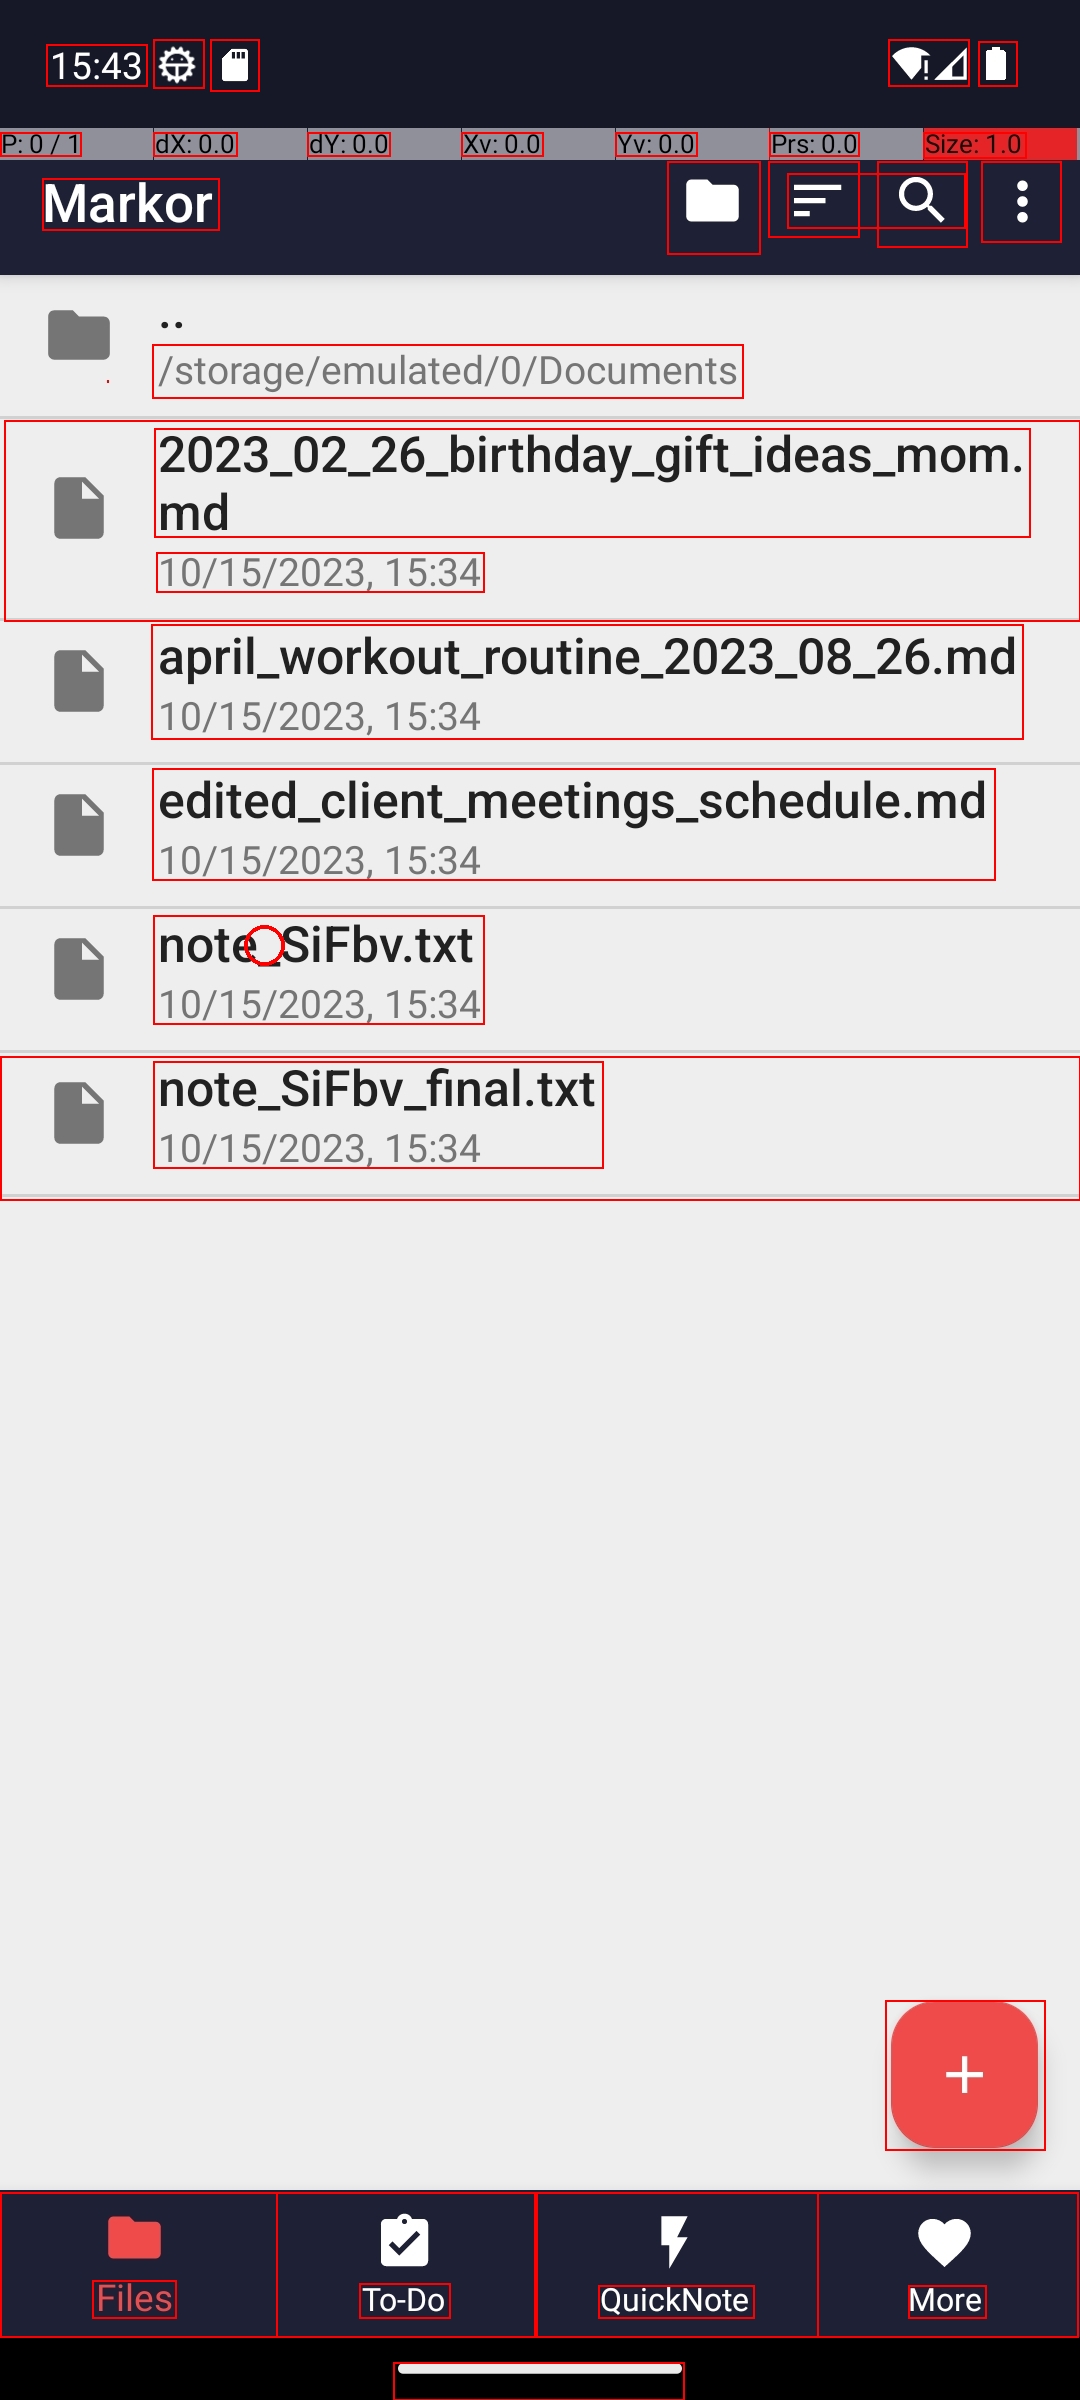 15:43
P: 0 / 1 dX: 0.0 dY: 0.0 Xv: 0.0 Yv: 0.0 Prs: 0.0 Size: 1.0
Markor
..
/storage/emulated/0/Documents
2023_02_26_birthday_gift_ideas_mom.
md
10/15/2023, 15:34
april_workout_routine_2023_08_26.md
10/15/2023, 15:34
edited_client_meetings_schedule.md
10/15/2023, 15:34
note_SiFbv.txt
10/15/2023, 15:34
note_SiFbv_final.txt
10/15/2023, 15:34
Files To-Do QuickNote More